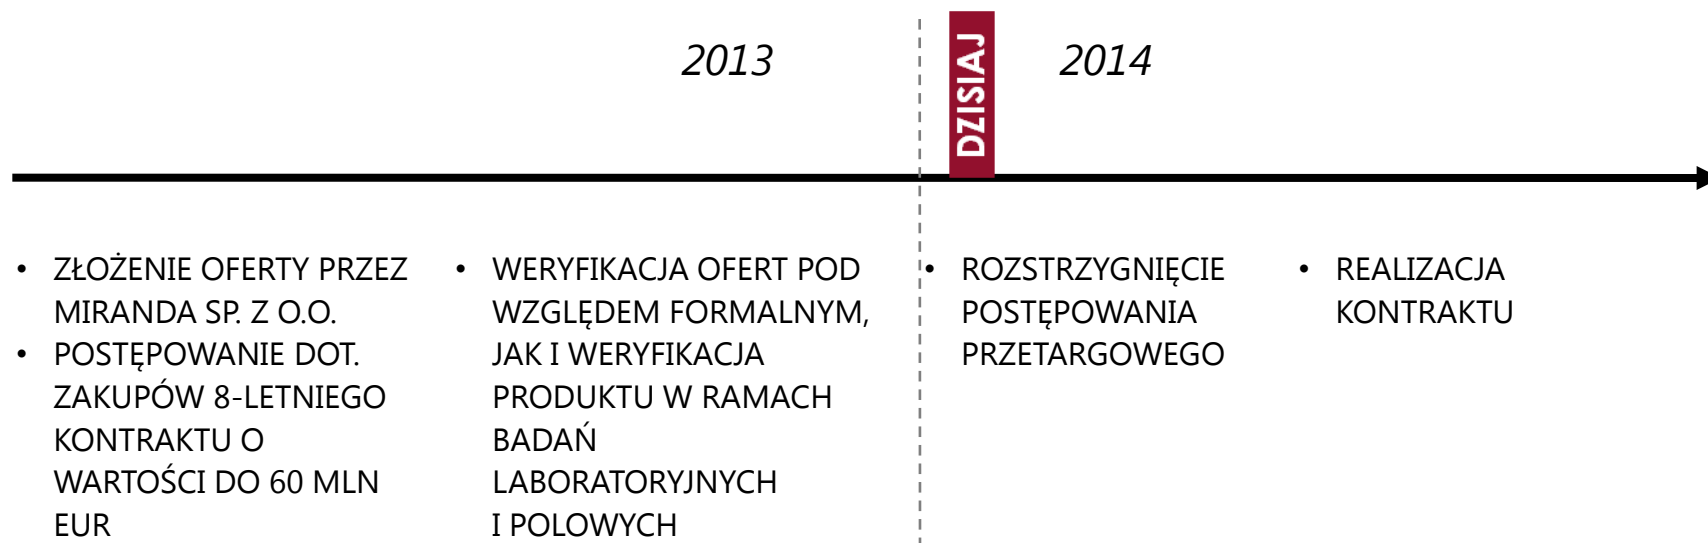 2013
DZISIAJ
2014
• ZŁOŻENIE OFERTY PRZEZ
MIRANDA SP. Z O.O.
• POSTĘPOWANIE DOT.
ZAKUPÓW 8-LETNIEGO
KONTRAKTU O
WARTOŚCI DO 60 MLN
EUR
• WERYFIKACJA OFERT POD
WZGLĘDEM FORMALNYM,
JAK I WERYFIKACJA
PRODUKTU W RAMACH
BADAŃ
LABORATORYJNYCH
I POLOWYCH
• ROZSTRZYGNIĘCIE
POSTĘPOWANIA
PRZETARGOWEGO
• REALIZACJA
KONTRAKTU